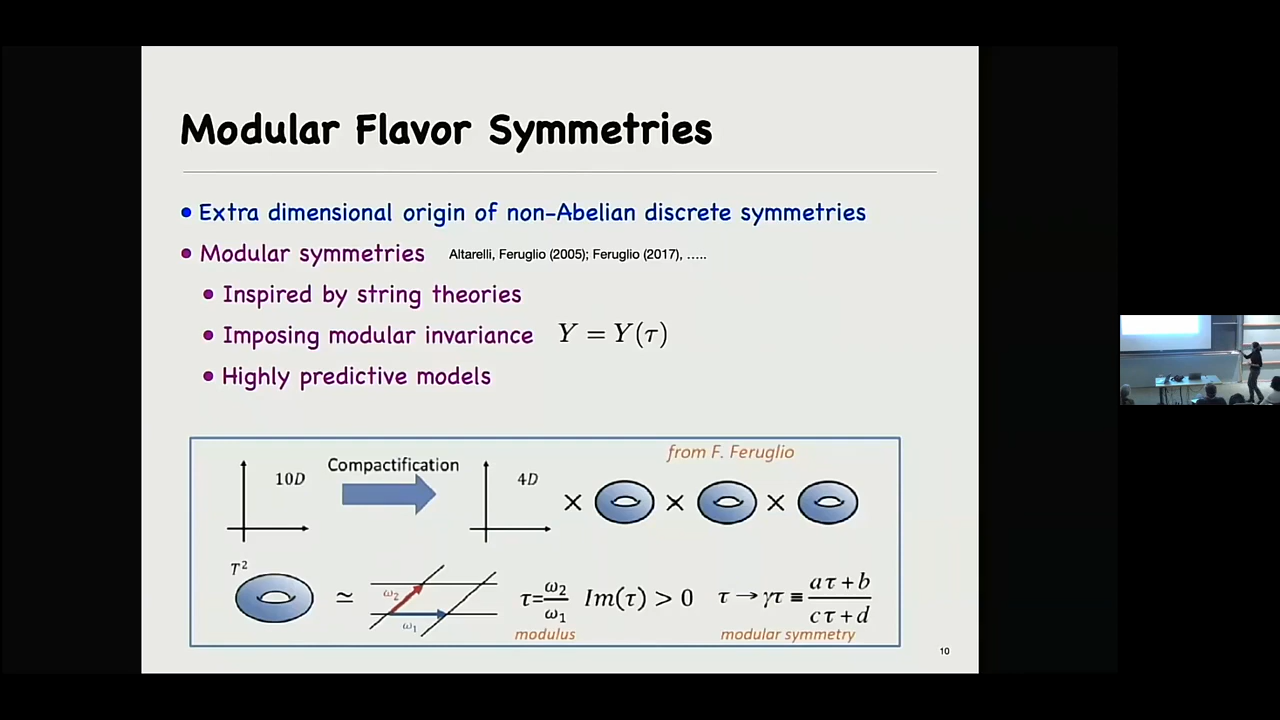 Modular Flavor Symmetries
• Extra dimensional origin of non-Abelian discrete symmetries
• Modular symmetries Altarelli, Feruglio (2005); Feruglio (2017), .....
• Inspired by string theories
• Imposing modular invariance Y = Y(τ)
• Highly predictive models
from F. Feruglio
10D Compactification 4D × × ×
T² ≃ ω₂ ω₁ τ=ω₂/ω₁ Im(τ) > 0 τ → γτ ≡ (aτ + b)/(cτ + d)
modulus modular symmetry
10